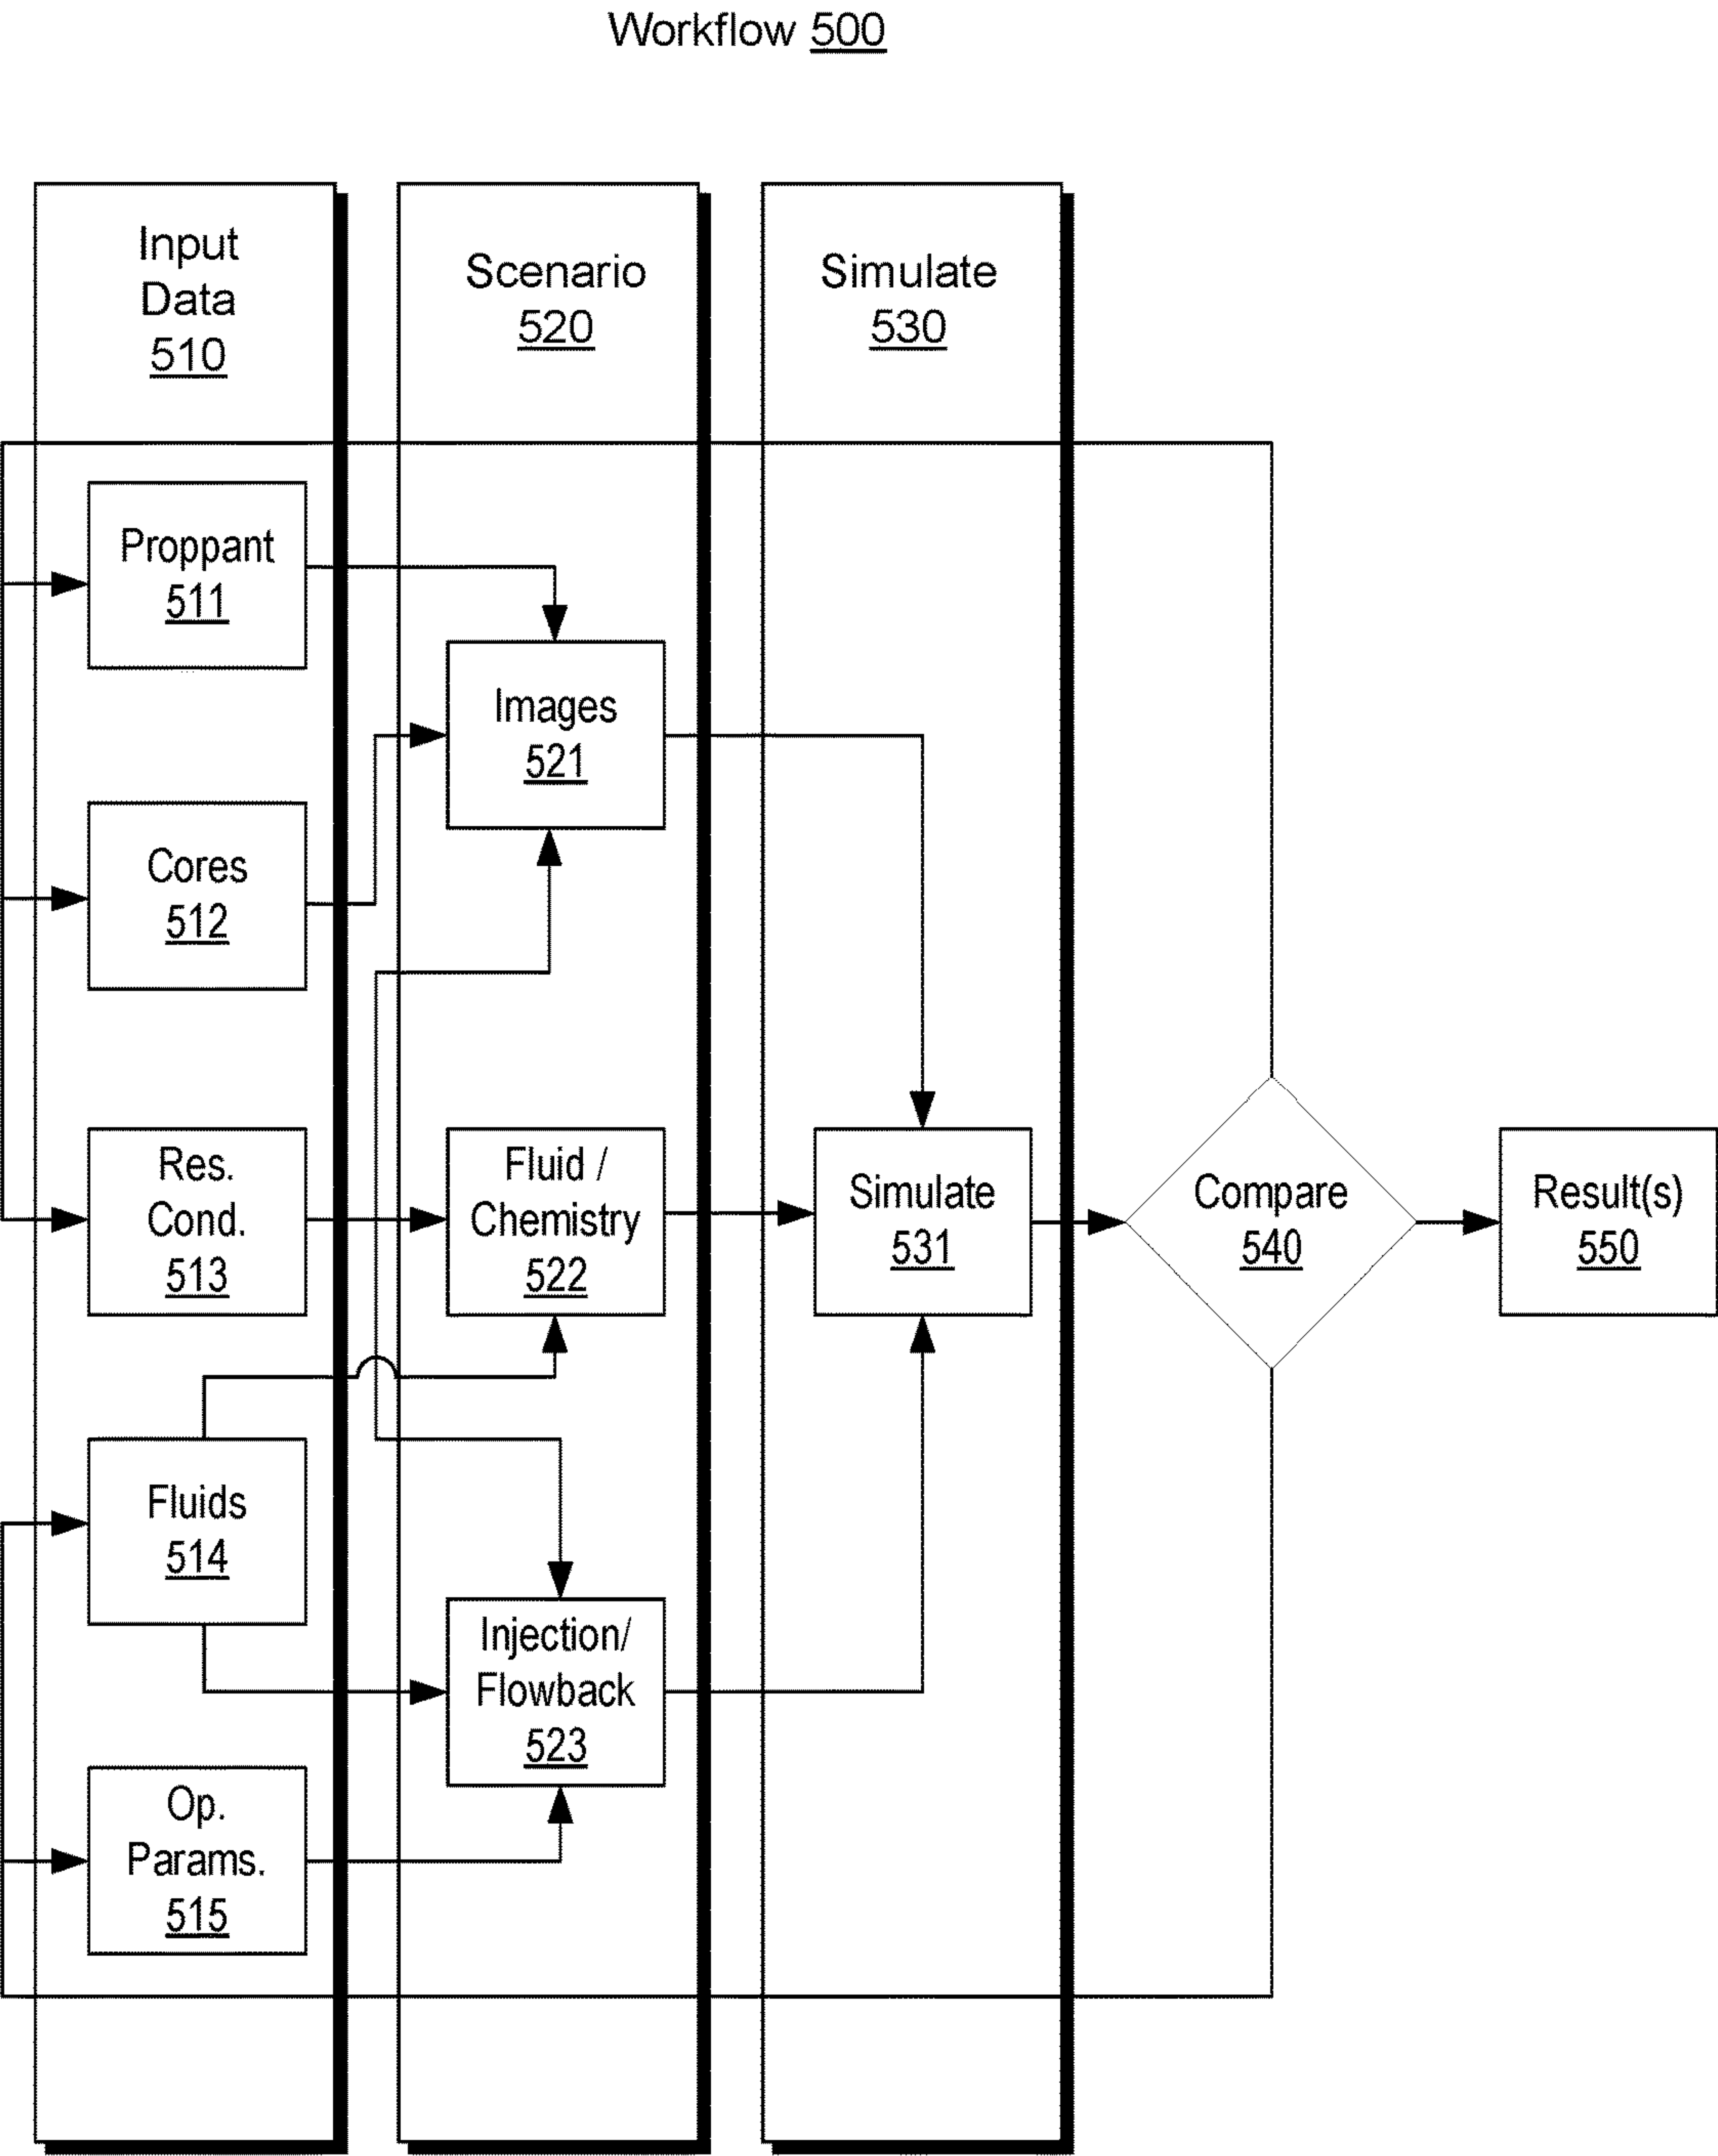 Workflow 500
Input
Data
510
Scenario
520
Simulate
530
Proppant
511
Cores
512
Res.
Cond.
513
Fluids
514
Op.
Params.
515
Images
521
Fluid /
Chemistry
522
Injection/
Flowback
523
Simulate
531
Compare
540
Result(s)
550